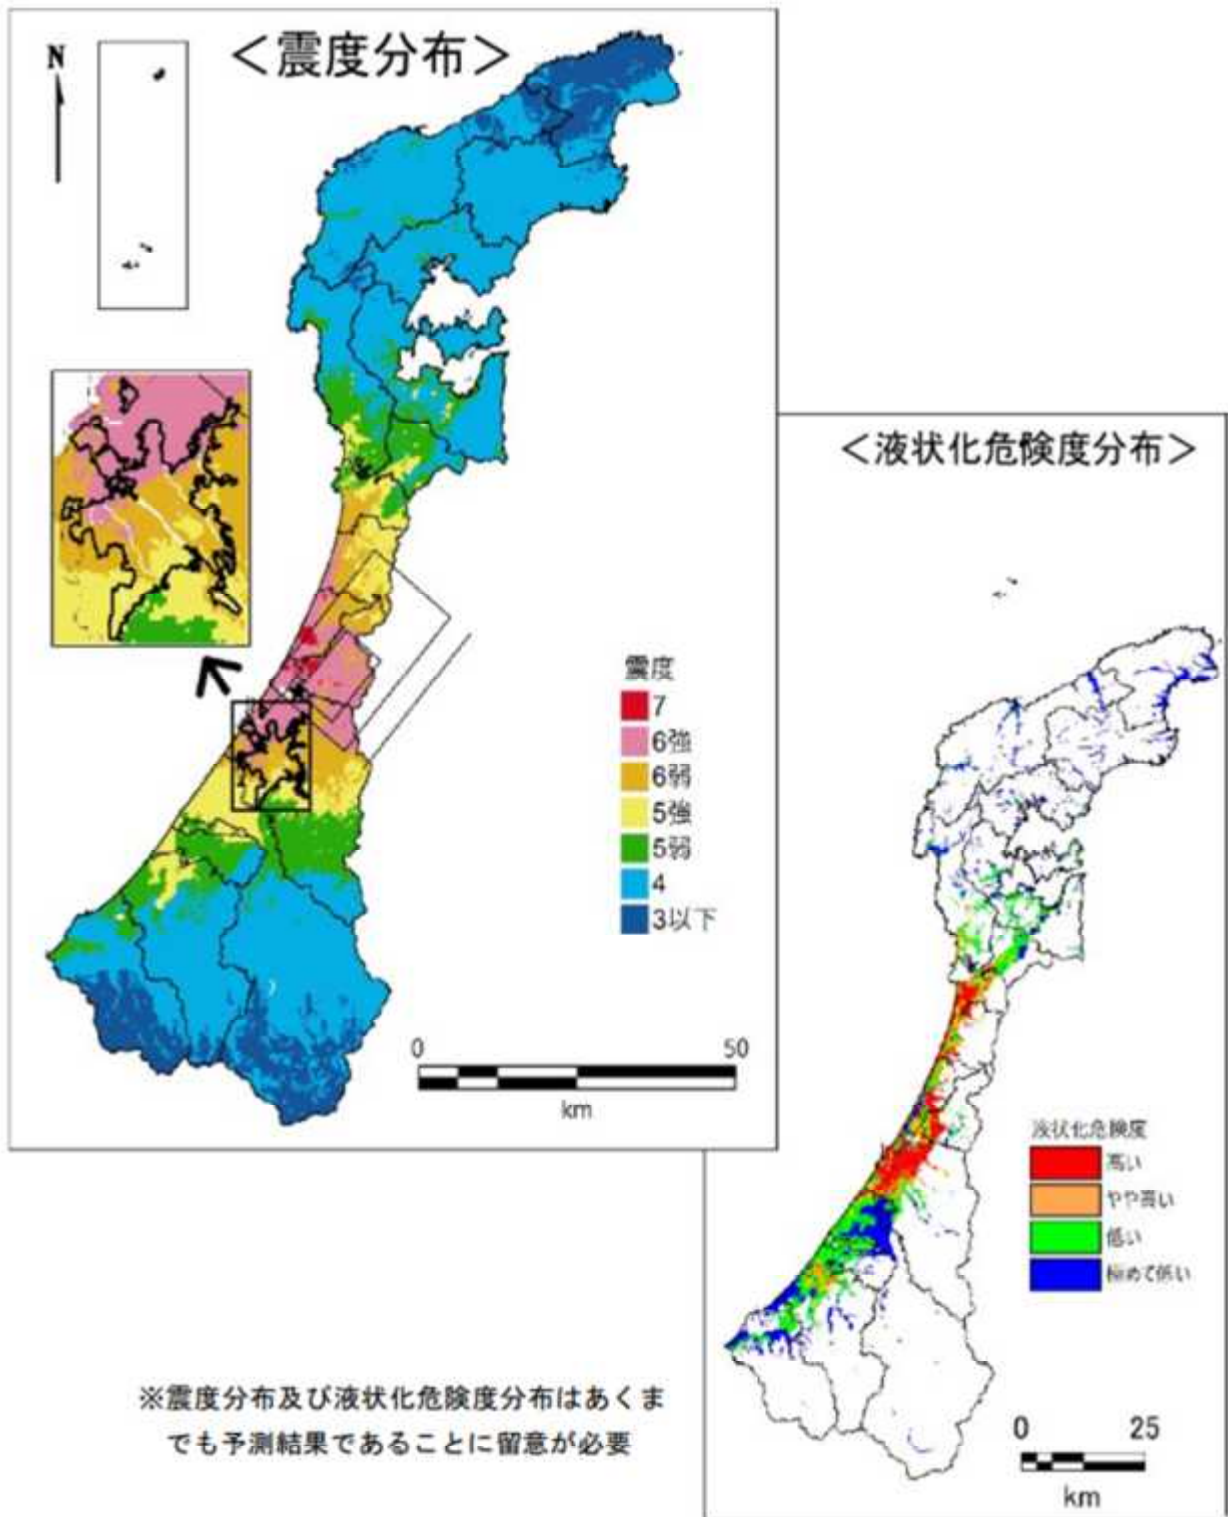 ＜震度分布＞
N
震度
7
6強
6弱
5強
5弱
4
3以下
0 50
km
＜液状化危険度分布＞
液状化危険度
高い
やや高い
低い
極めて低い
0 25
km
※震度分布及び液状化危険度分布はあくま
でも予測結果であることに留意が必要